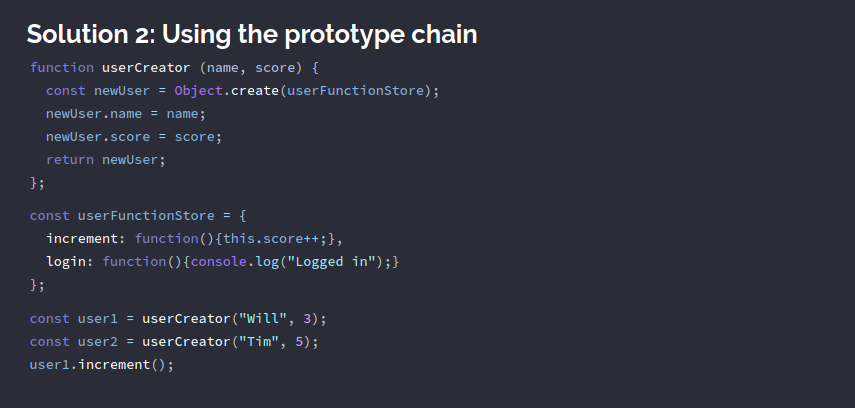 Solution 2: Using the prototype chain
function userCreator (name, score) {
  const newUser = Object.create(userFunctionStore);
  newUser.name = name;
  newUser.score = score;
  return newUser;
};
const userFunctionStore = {
  increment: function(){this.score++;},
  login: function(){console.log("Logged in");}
};
const user1 = userCreator("Will", 3);
const user2 = userCreator("Tim", 5);
user1.increment();